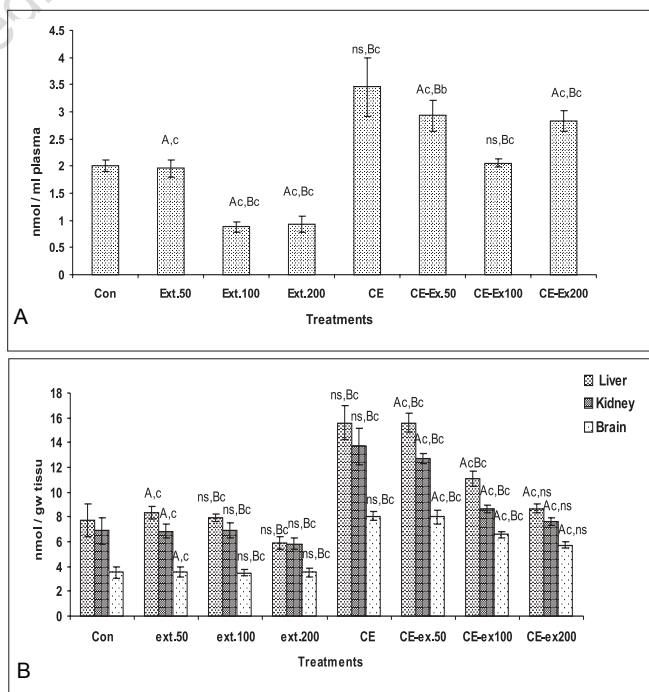 4.5
4
3.5
3
2.5
2
1.5
1
0.5
0
nmol / ml plasma
A,c
Ac,Bc
Ac,Bc
ns,Bc
Ac,Bb
ns,Bc
Ac,Bc
Con Ext.50 Ext.100 Ext.200 CE CE-Ex.50 CE-Ex100 CE-Ex200
Treatments
A
18
16
14
12
10
8
6
4
2
0
nmol / gw tissu
Liver
Kidney
Brain
A,c
A,c
A,c
ns,Bc
ns,Bc
ns,Bc
ns,Bc
ns,Bc
ns,Bc
ns,Bc
ns,Bc
ns,Bc
Ac,Bc
Ac,Bc
Ac,Bc
AcBc
Ac,Bc
Ac,Bc
Ac,ns
Ac,ns
Ac,ns
Con ext.50 ext.100 ext.200 CE CE-ex.50 CE-ex100 CE-ex200
Treatments
B